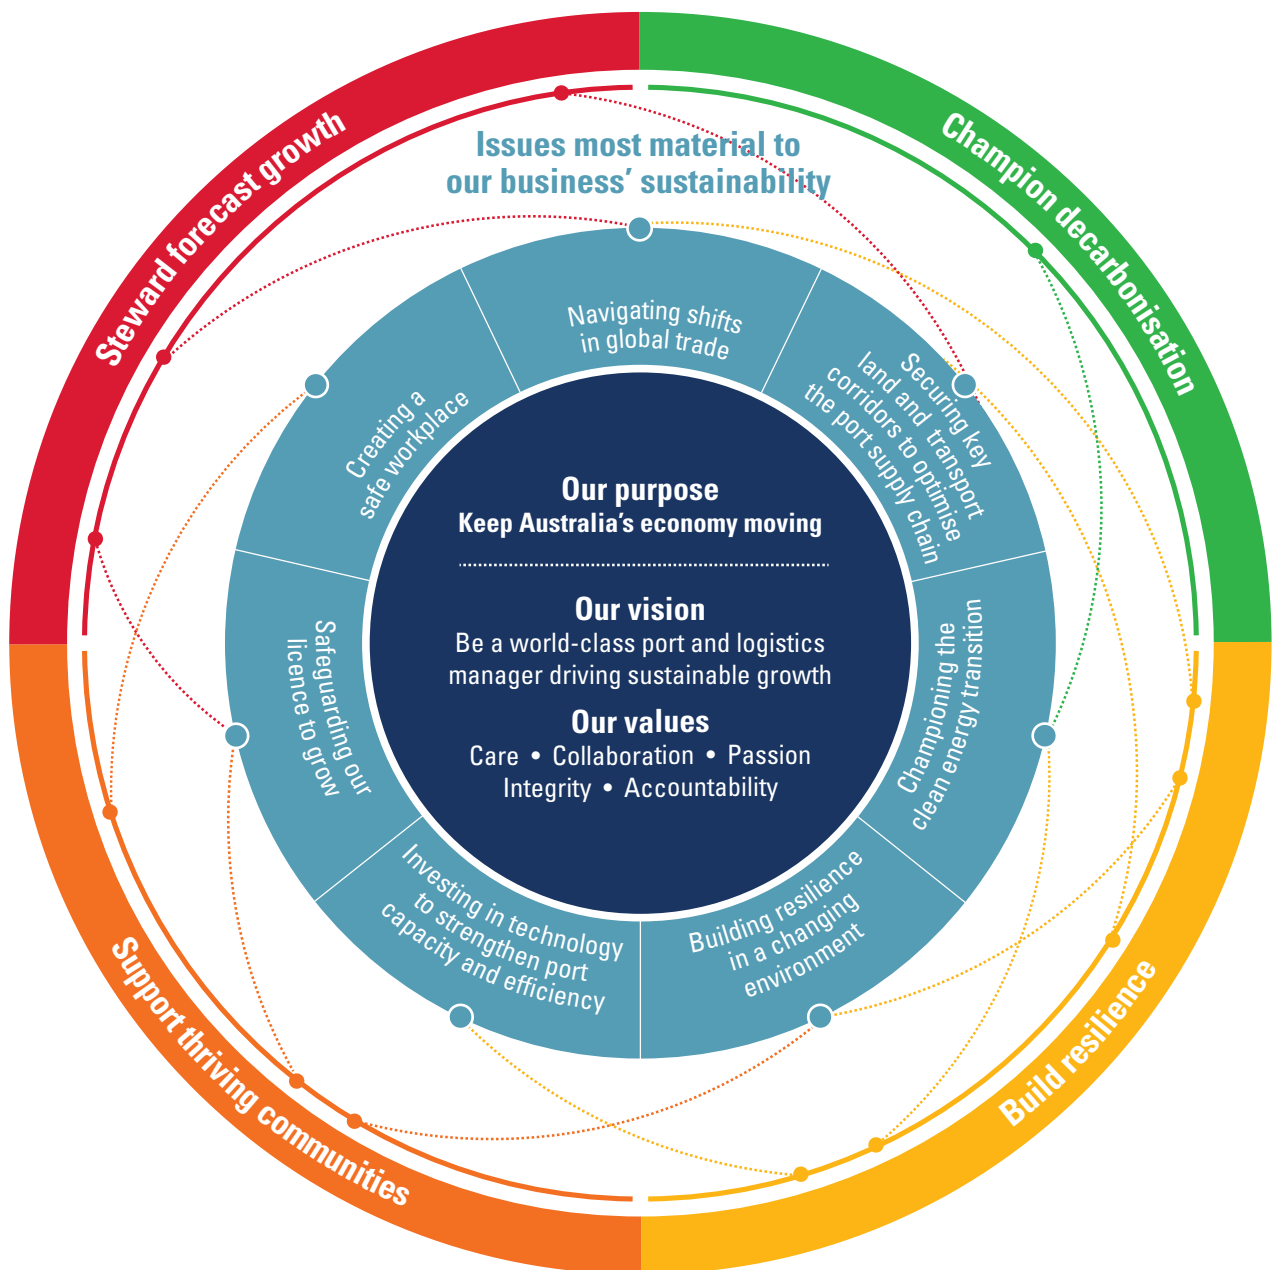 Steward forecast growth
Champion decarbonisation
Issues most material to
our business’ sustainability
Navigating shifts
in global trade
Securing key
land and transport
corridors to optimise
the port supply chain
Creating a
safe workplace
Our purpose
Keep Australia’s economy moving
Our vision
Be a world-class port and logistics
manager driving sustainable growth
Our values
Care • Collaboration • Passion
Integrity • Accountability
Championing the
clean energy transition
Safeguarding our
licence to grow
Investing in technology
to strengthen port
capacity and efficiency
Building resilience
in a changing
environment
Support thriving communities
Build resilience